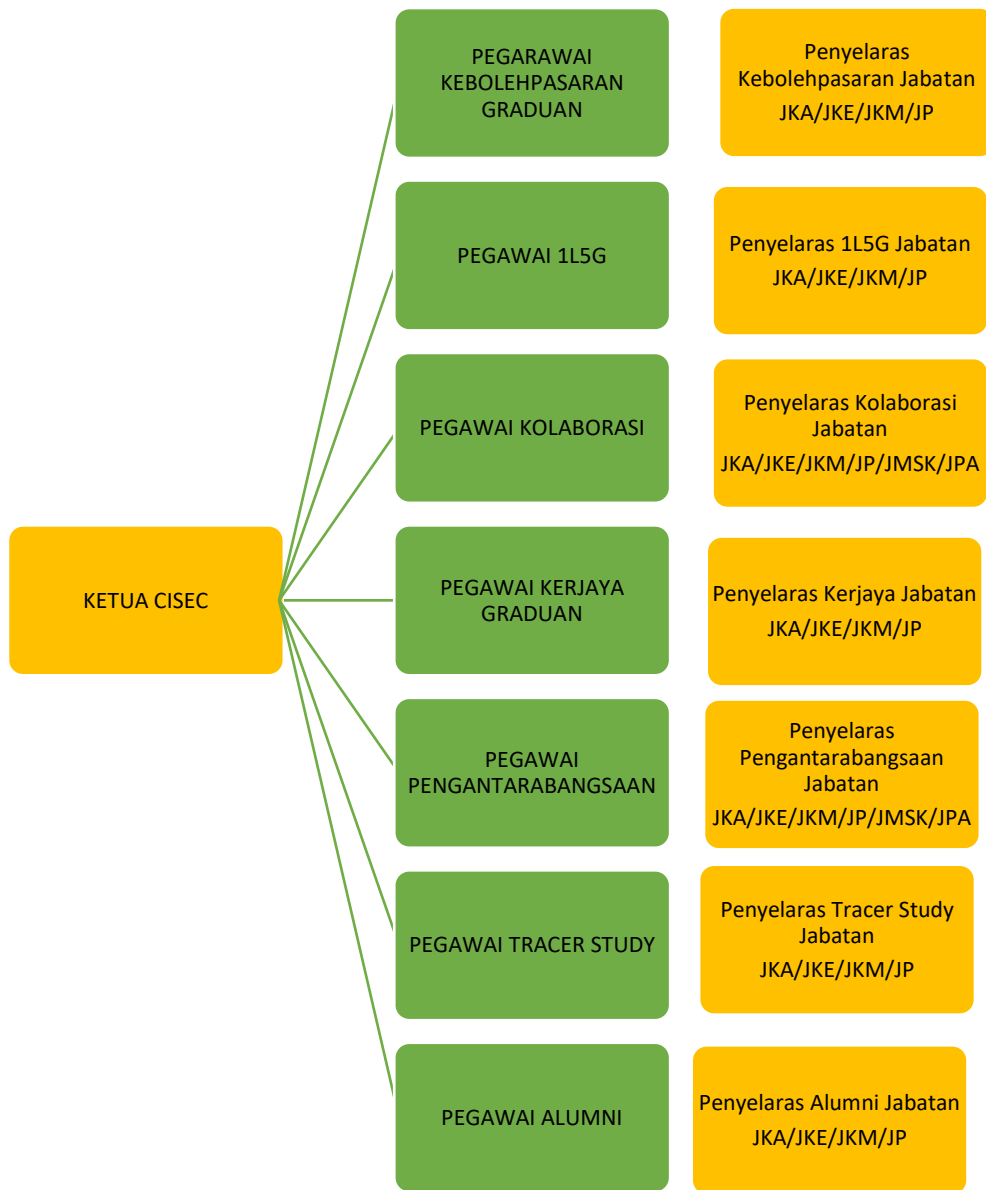 PEGARAWAI
KEBOLEHPASARAN
GRADUAN
Penyelaras
Kebolehpasaran Jabatan
JKA/JKE/JKM/JP
PEGAWAI 1L5G
Penyelaras 1L5G Jabatan
JKA/JKE/JKM/JP
PEGAWAI KOLABORASI
Penyelaras Kolaborasi
Jabatan
JKA/JKE/JKM/JP/JMSK/JPA
KETUA CISEC
PEGAWAI KERJAYA
GRADUAN
Penyelaras Kerjaya Jabatan
JKA/JKE/JKM/JP
PEGAWAI
PENGANTARABANGSAAN
Penyelaras
Pengantarabangsaan
Jabatan
JKA/JKE/JKM/JP/JMSK/JPA
PEGAWAI TRACER STUDY
Penyelaras Tracer Study
Jabatan
JKA/JKE/JKM/JP
PEGAWAI ALUMNI
Penyelaras Alumni Jabatan
JKA/JKE/JKM/JP